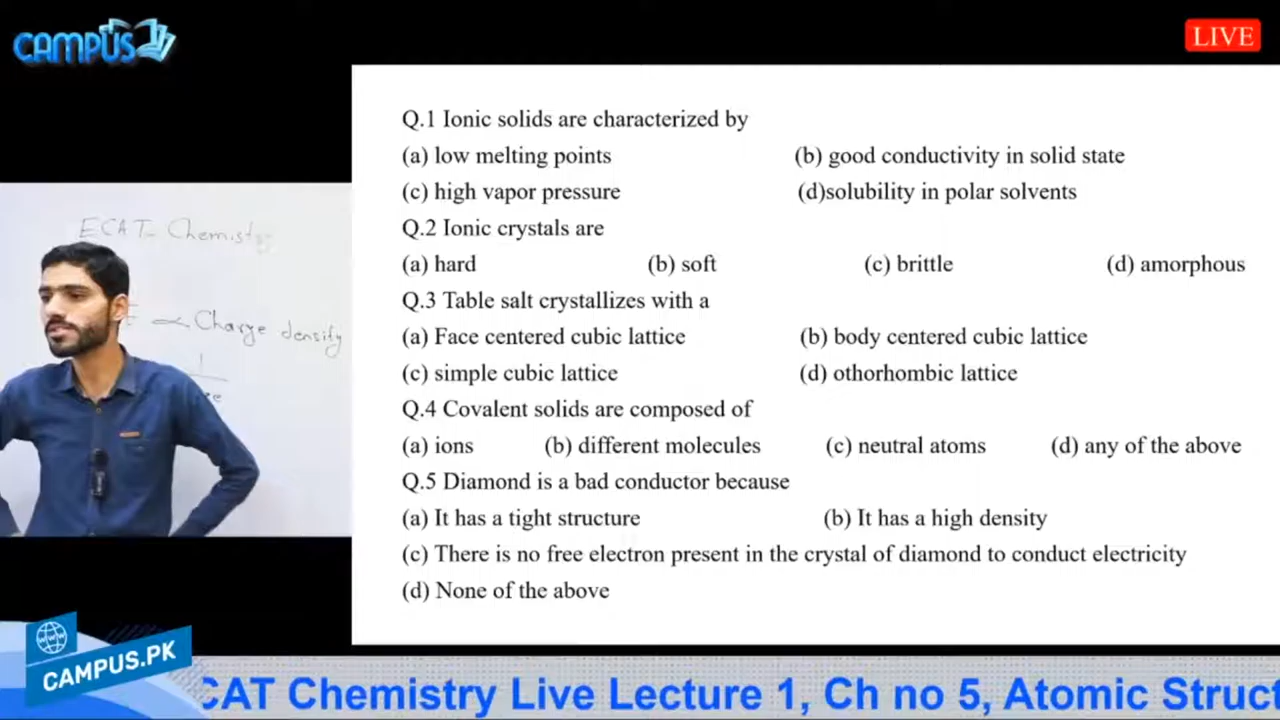 CAMPUS
LIVE
Q.1 Ionic solids are characterized by
(a) low melting points (b) good conductivity in solid state
(c) high vapor pressure (d)solubility in polar solvents
Q.2 Ionic crystals are
(a) hard (b) soft (c) brittle (d) amorphous
Q.3 Table salt crystallizes with a
(a) Face centered cubic lattice (b) body centered cubic lattice
(c) simple cubic lattice (d) othorhombic lattice
Q.4 Covalent solids are composed of
(a) ions (b) different molecules (c) neutral atoms (d) any of the above
Q.5 Diamond is a bad conductor because
(a) It has a tight structure (b) It has a high density
(c) There is no free electron present in the crystal of diamond to conduct electricity
(d) None of the above
ECAT- Chemistry
∝ Charge density
1
WWW
CAMPUS.PK
CAT Chemistry Live Lecture 1, Ch no 5, Atomic Struct